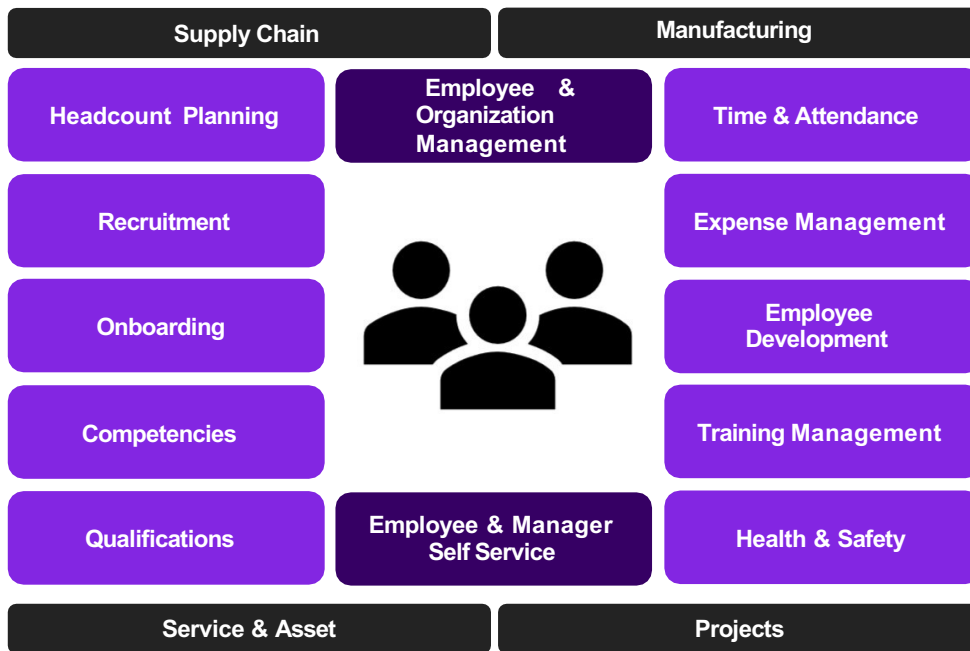 Supply Chain
Manufacturing
Headcount Planning
Employee &
Organization
Management
Time & Attendance
Recruitment
Expense Management
Onboarding
Employee
Development
Competencies
Training Management
Qualifications
Employee & Manager
Self Service
Health & Safety
Service & Asset
Projects